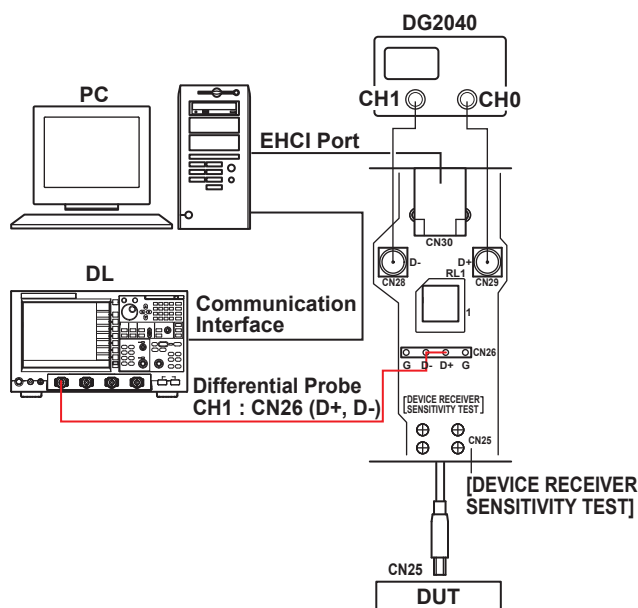 DG2040
CH1
CH0
PC
EHCI Port
CN30
D-
D+
CN28
CN29
RL1
1
DL
Communication
Interface
CN26
G D- D+ G
Differential Probe
CH1 : CN26 (D+, D-)
[DEVICE RECEIVER
SENSITIVITY TEST]
CN25
[DEVICE RECEIVER
SENSITIVITY TEST]
CN25
DUT